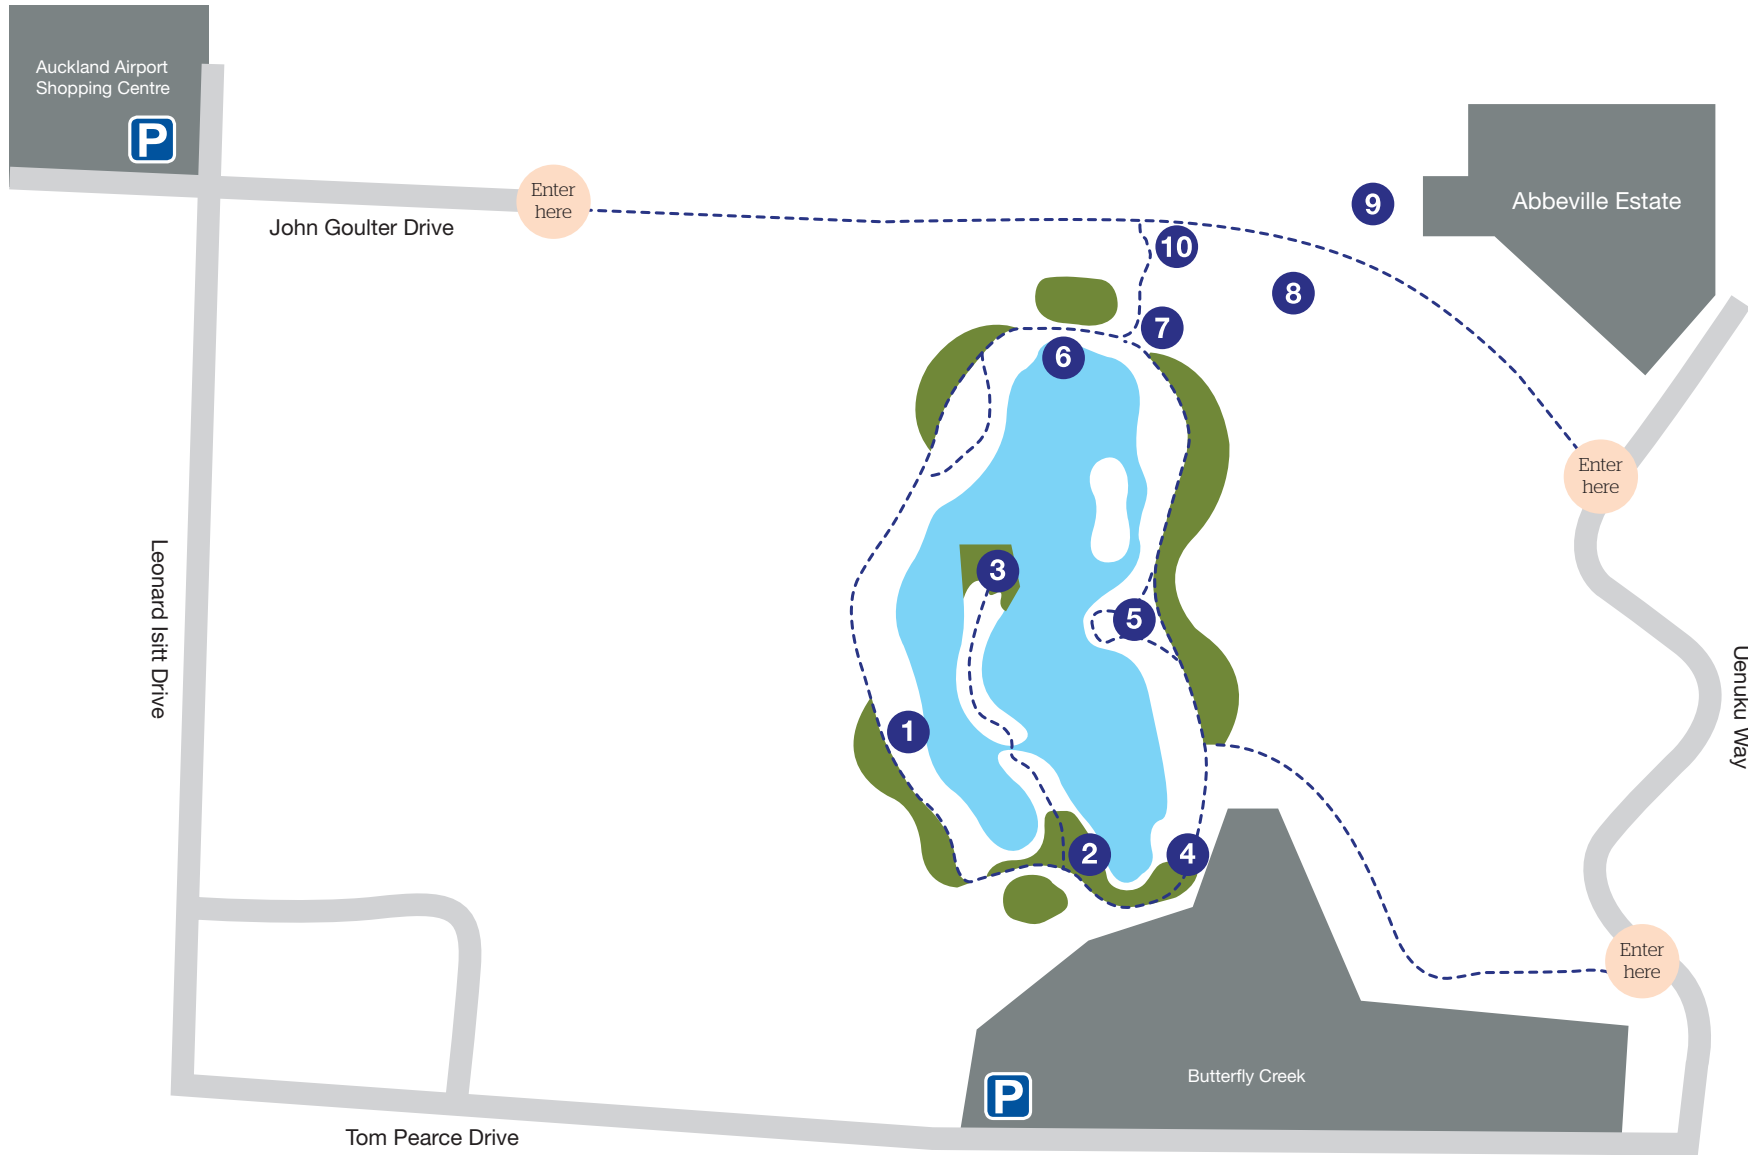 Auckland Airport
Shopping Centre
P
Enter
here
John Goulter Drive
9
Abbeville Estate
10
8
7
6
Enter
here
Leonard Isitt Drive
3
5
Uenuku Way
1
2
4
Enter
here
Butterfly Creek
P
Tom Pearce Drive